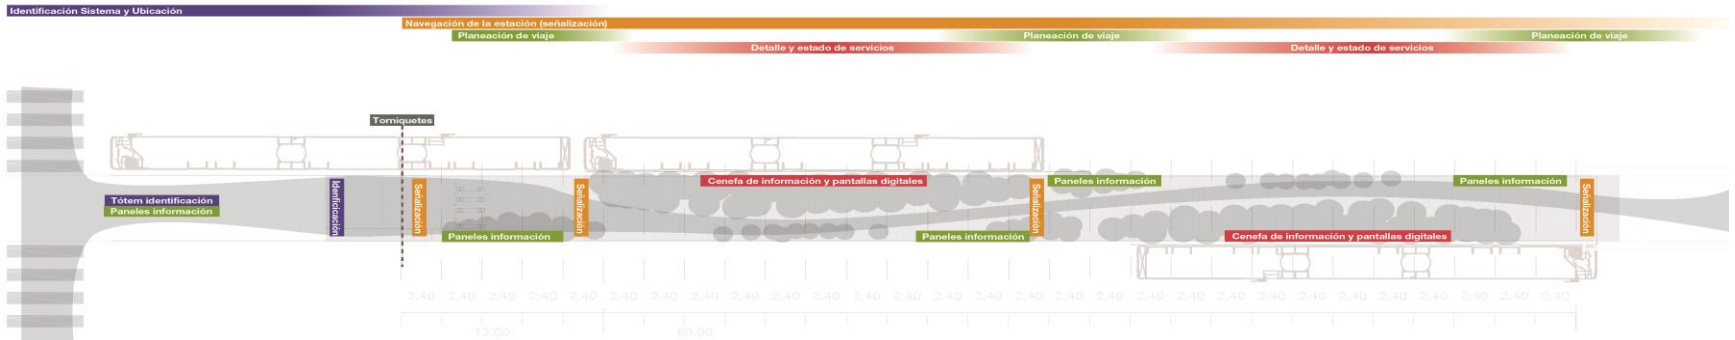 Identificación Sistema y Ubicación
Navegación de la estación (señalización)
Planeación de viaje
Planeación de viaje
Planeación de viaje
Detalle y estado de servicios
Detalle y estado de servicios
Torniquetes
Cenefa de información y pantallas digitales
Paneles información
Paneles información
Tótem identificación
Paneles información
Idenficicación
Señalización
Señalización
Señalización
Señalización
Paneles información
Paneles información
Cenefa de información y pantallas digitales
2.40 2.40 2.40 2.40 2.40 2.40 2.40 2.40 2.40 2.40 2.40 2.40 2.40 2.40 2.40 2.40 2.40 2.40 2.40 2.40 2.40 2.40 2.40 2.40 2.40 2.40 2.40 2.40 2.40
12.00 60.00